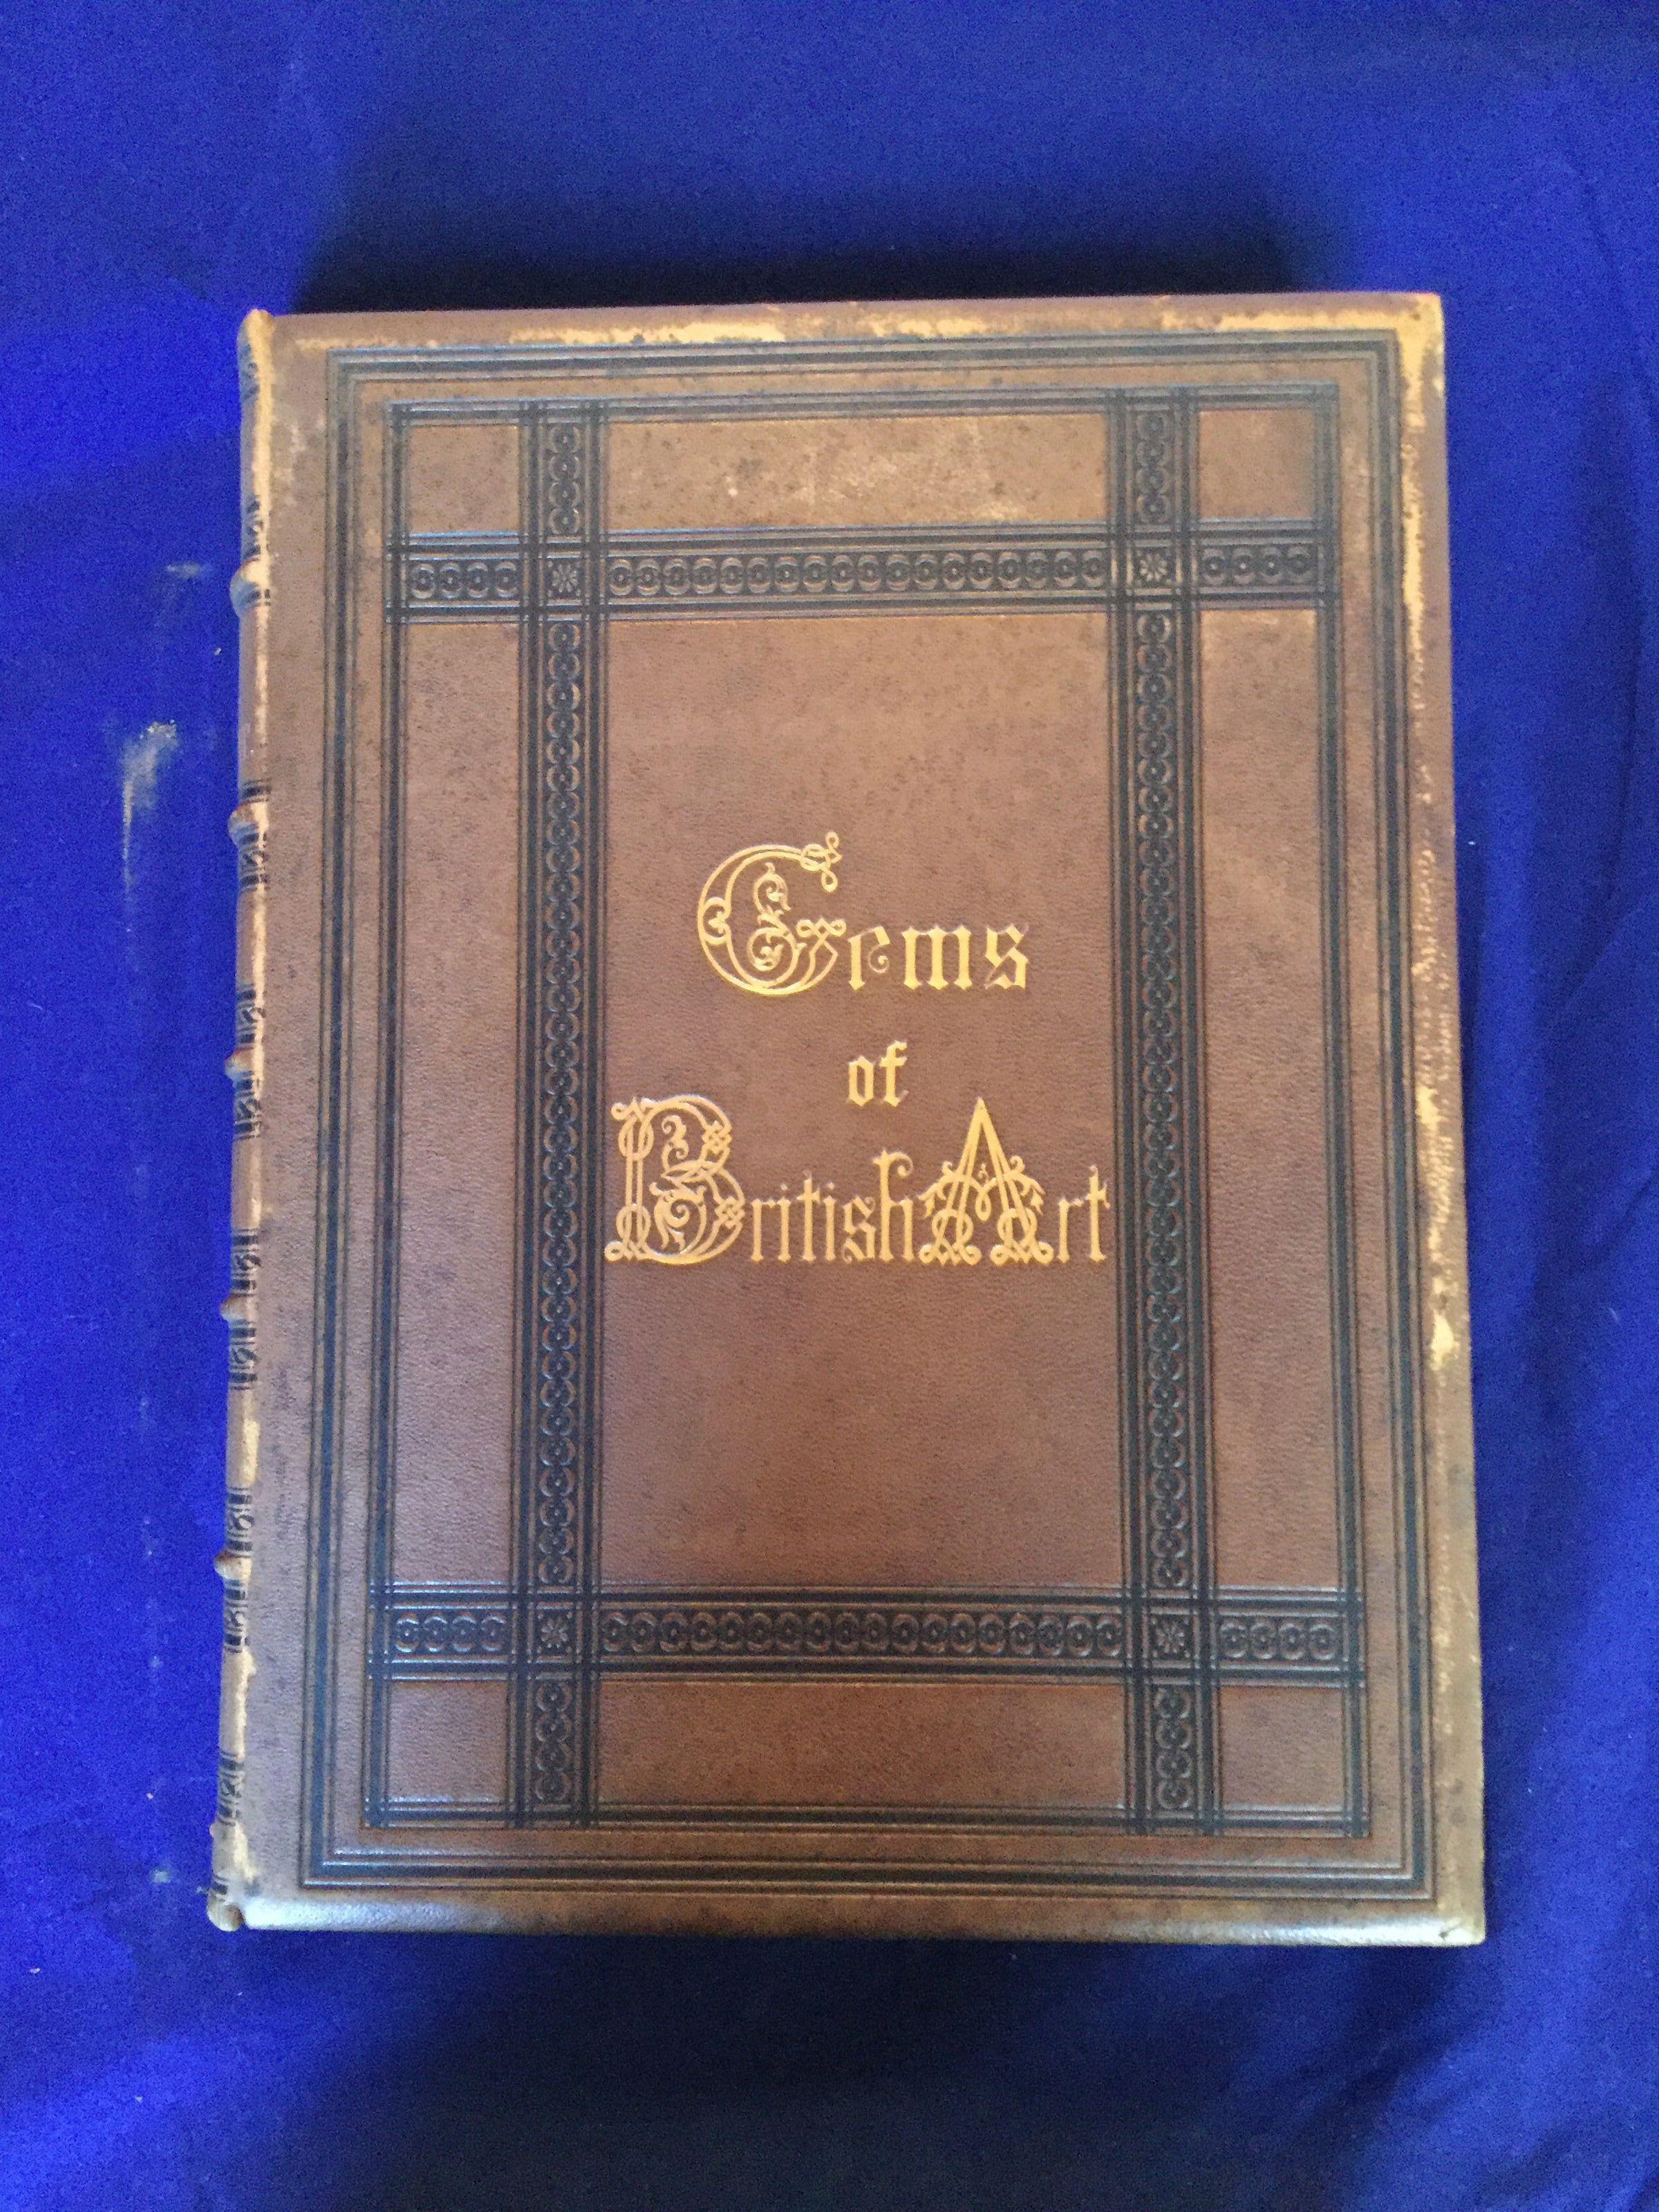 Gems
of
British Art